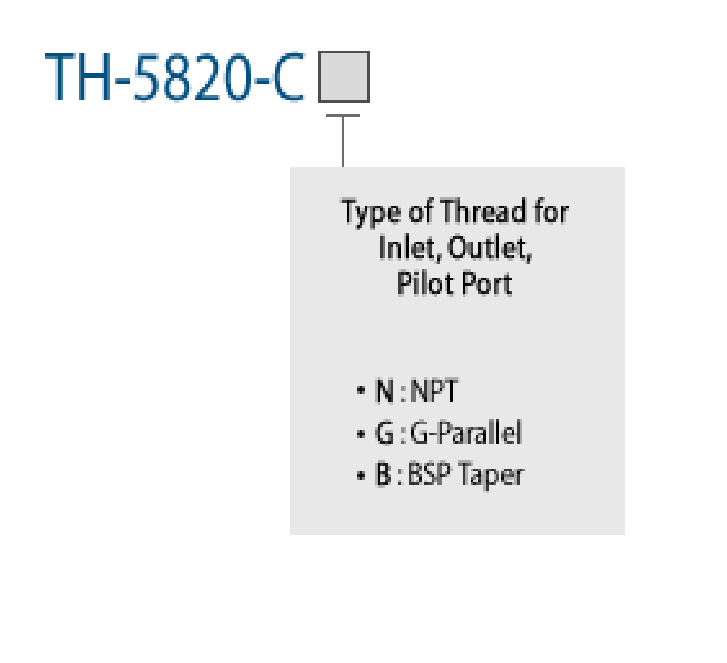 TH-5820-C
Type of Thread for
Inlet, Outlet,
Pilot Port
• N : NPT
• G : G-Parallel
• B : BSP Taper